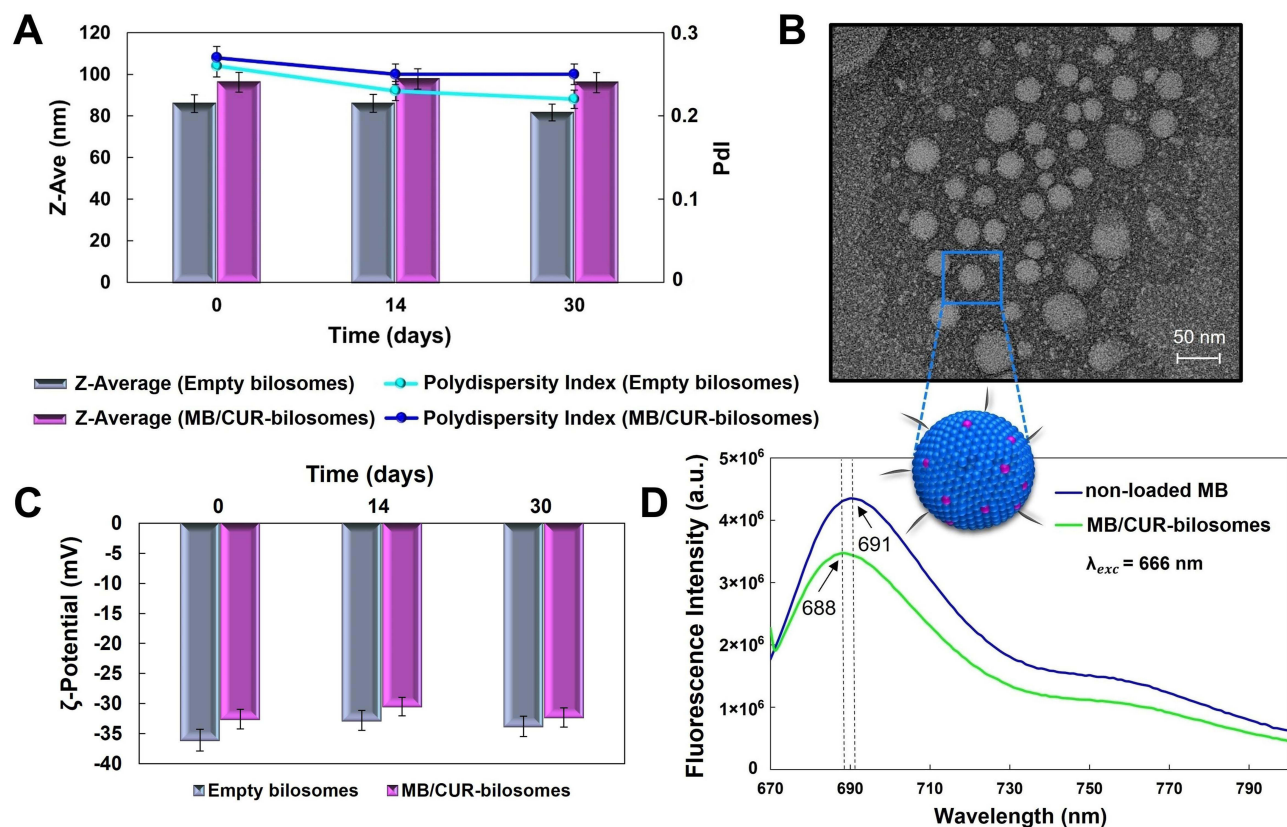 A
120
100
80
60
40
20
0
Z-Ave (nm)
0.3
0.2
0.1
0
PdI
0
14
30
Time (days)
Z-Average (Empty bilosomes)
Polydispersity Index (Empty bilosomes)
Z-Average (MB/CUR-bilosomes)
Polydispersity Index (MB/CUR-bilosomes)
B
50 nm
C
Time (days)
0
14
30
0
-5
-10
-15
-20
-25
-30
-35
-40
ζ-Potential (mV)
Empty bilosomes
MB/CUR-bilosomes
D
5×10⁶
4×10⁶
3×10⁶
2×10⁶
1×10⁶
0
Fluorescence Intensity (a.u.)
691
688
non-loaded MB
MB/CUR-bilosomes
λexc = 666 nm
670
690
710
730
750
770
790
Wavelength (nm)